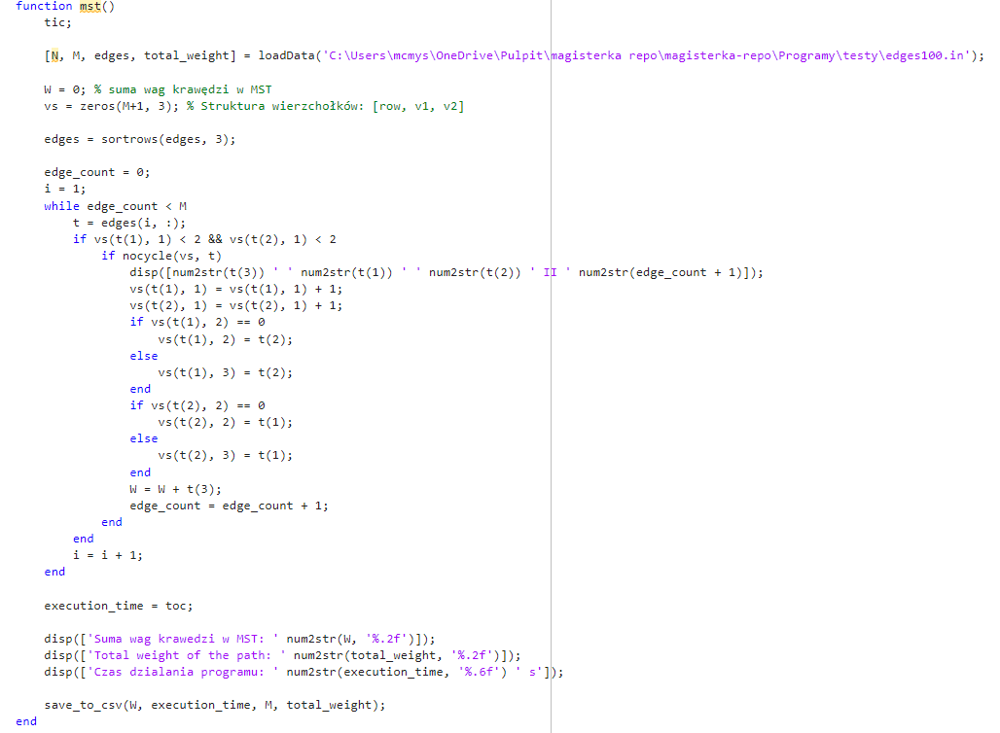 function mst()
    tic;

    [N, M, edges, total_weight] = loadData('C:\Users\mcmys\OneDrive\Pulpit\magisterka repo\magisterka-repo\Programy\testy\edges100.in');

    W = 0; % suma wag krawędzi w MST
    vs = zeros(M+1, 3); % Struktura wierzchołków: [row, v1, v2]

    edges = sortrows(edges, 3);

    edge_count = 0;
    i = 1;
    while edge_count < M
        t = edges(i, :);
        if vs(t(1), 1) < 2 && vs(t(2), 1) < 2
            if nocycle(vs, t)
                disp([num2str(t(3)) ' ' num2str(t(1)) ' ' num2str(t(2)) ' II ' num2str(edge_count + 1)]);
                vs(t(1), 1) = vs(t(1), 1) + 1;
                vs(t(2), 1) = vs(t(2), 1) + 1;
                if vs(t(1), 2) == 0
                    vs(t(1), 2) = t(2);
                else
                    vs(t(1), 3) = t(2);
                end
                if vs(t(2), 2) == 0
                    vs(t(2), 2) = t(1);
                else
                    vs(t(2), 3) = t(1);
                end
                W = W + t(3);
                edge_count = edge_count + 1;
            end
        end
        i = i + 1;
    end

    execution_time = toc;

    disp(['Suma wag krawedzi w MST: ' num2str(W, '%.2f')]);
    disp(['Total weight of the path: ' num2str(total_weight, '%.2f')]);
    disp(['Czas dzialania programu: ' num2str(execution_time, '%.6f') ' s']);

    save_to_csv(W, execution_time, M, total_weight);
end